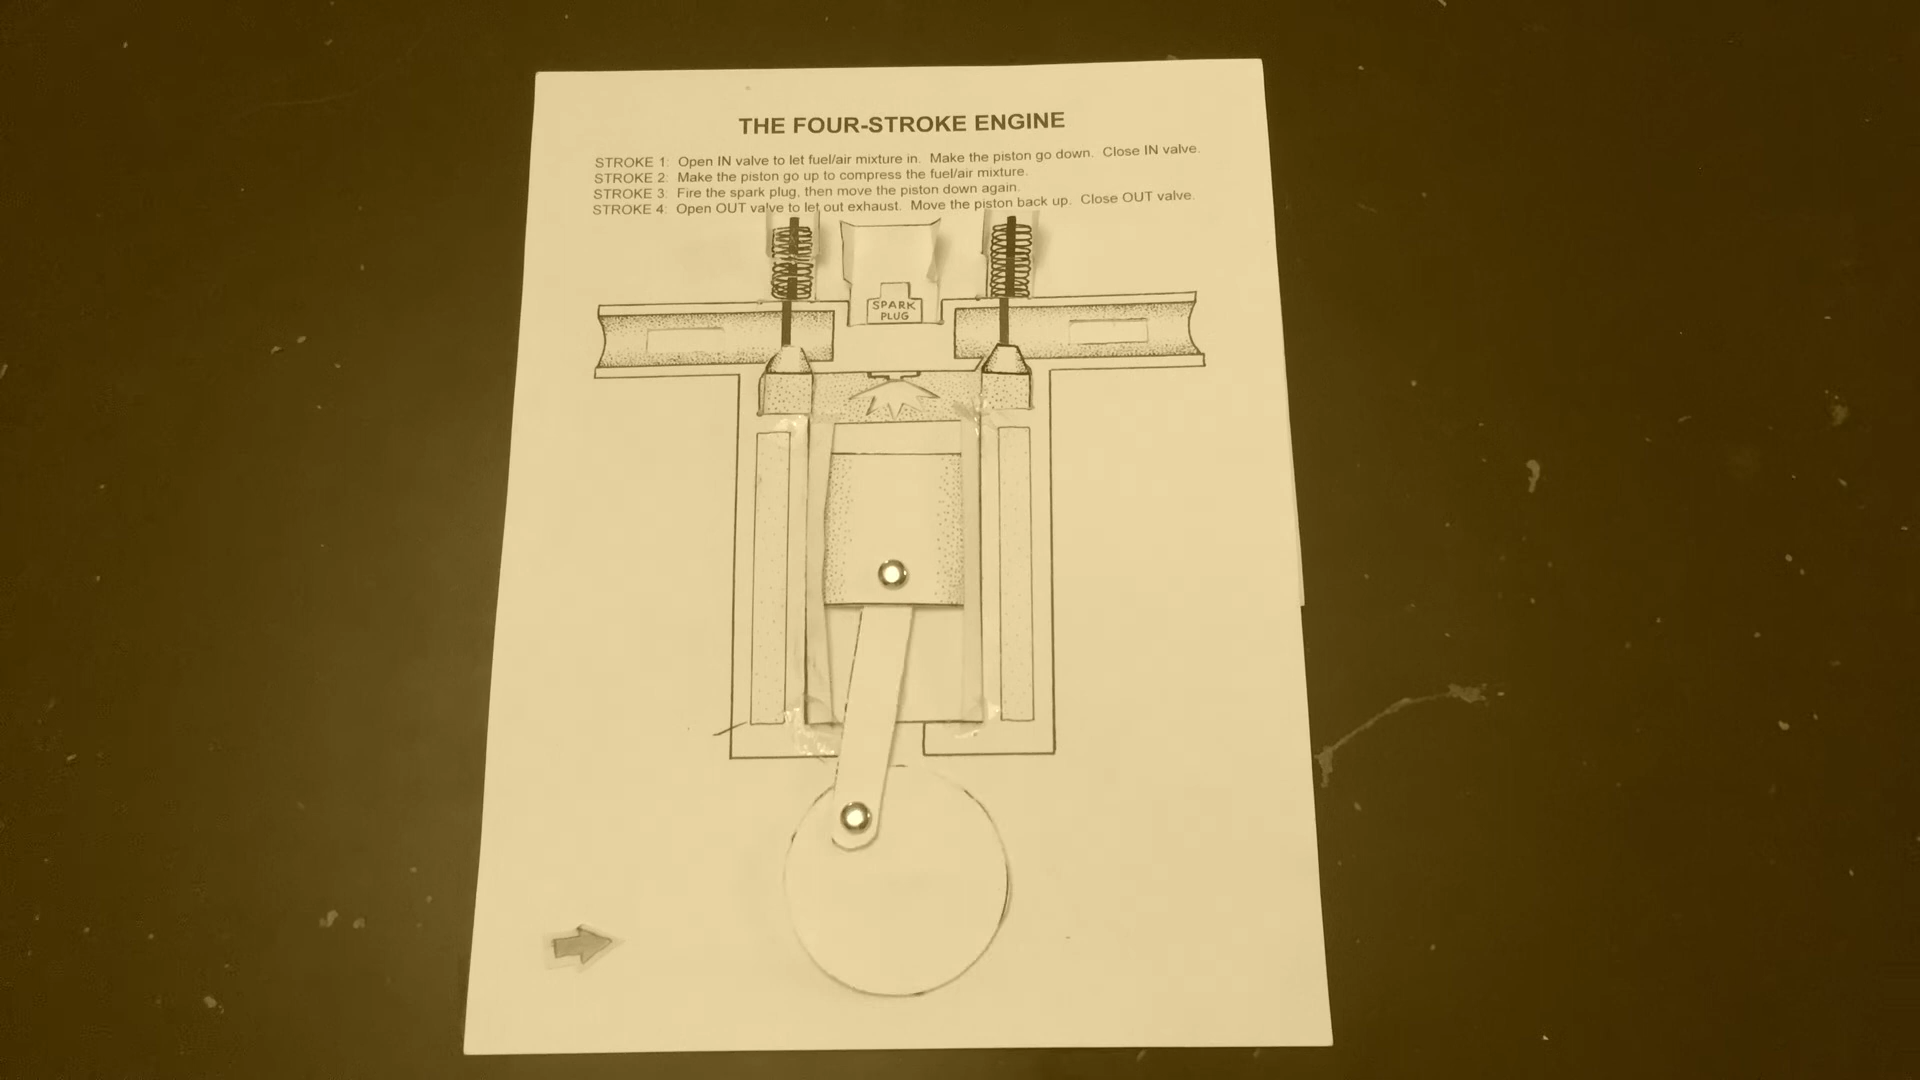 THE FOUR-STROKE ENGINE
STROKE 1: Open IN valve to let fuel/air mixture in. Make the piston go down. Close IN valve.
STROKE 2: Make the piston go up to compress the fuel/air mixture.
STROKE 3: Fire the spark plug, then move the piston down again.
STROKE 4: Open OUT valve to let out exhaust. Move the piston back up. Close OUT valve.
SPARK
PLUG